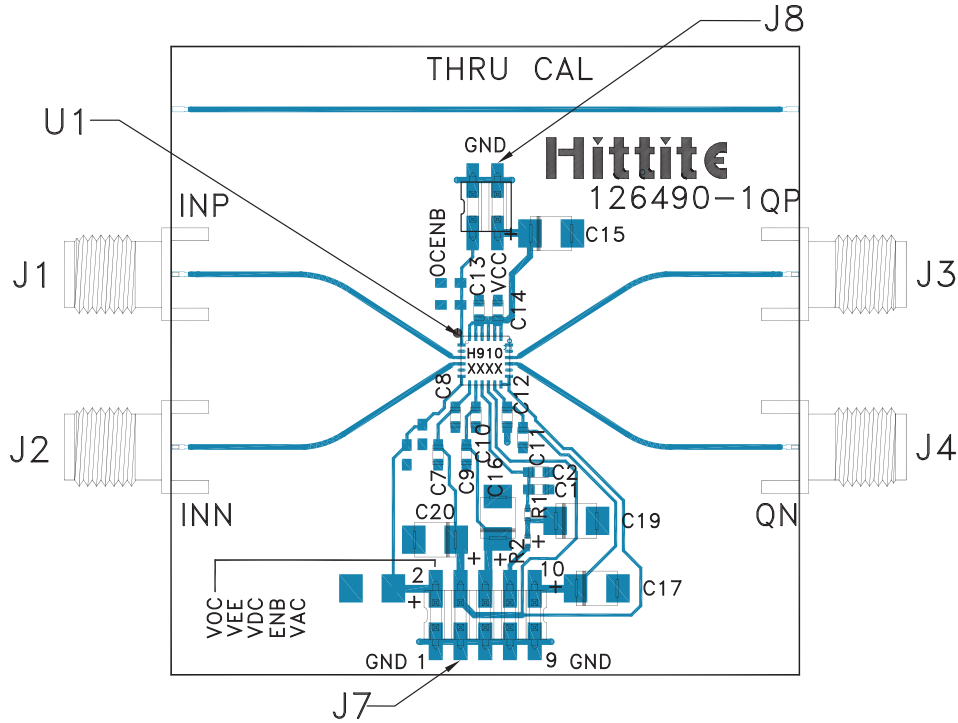 J8
THRU CAL
U1
GND
Hittite
126490-1
QP
INP
C15
OCENB
C13
VCC
C14
J1
J3
H910
XXXX
C8
C12
J2
J4
C10
C11
C7
C9
C16
C2
C1
INN
QN
C20
R1
C19
R2
+
+
+
+
+
2
10
C17
VOC
VEE
VDC
ENB
VAC
GND 1
9 GND
J7